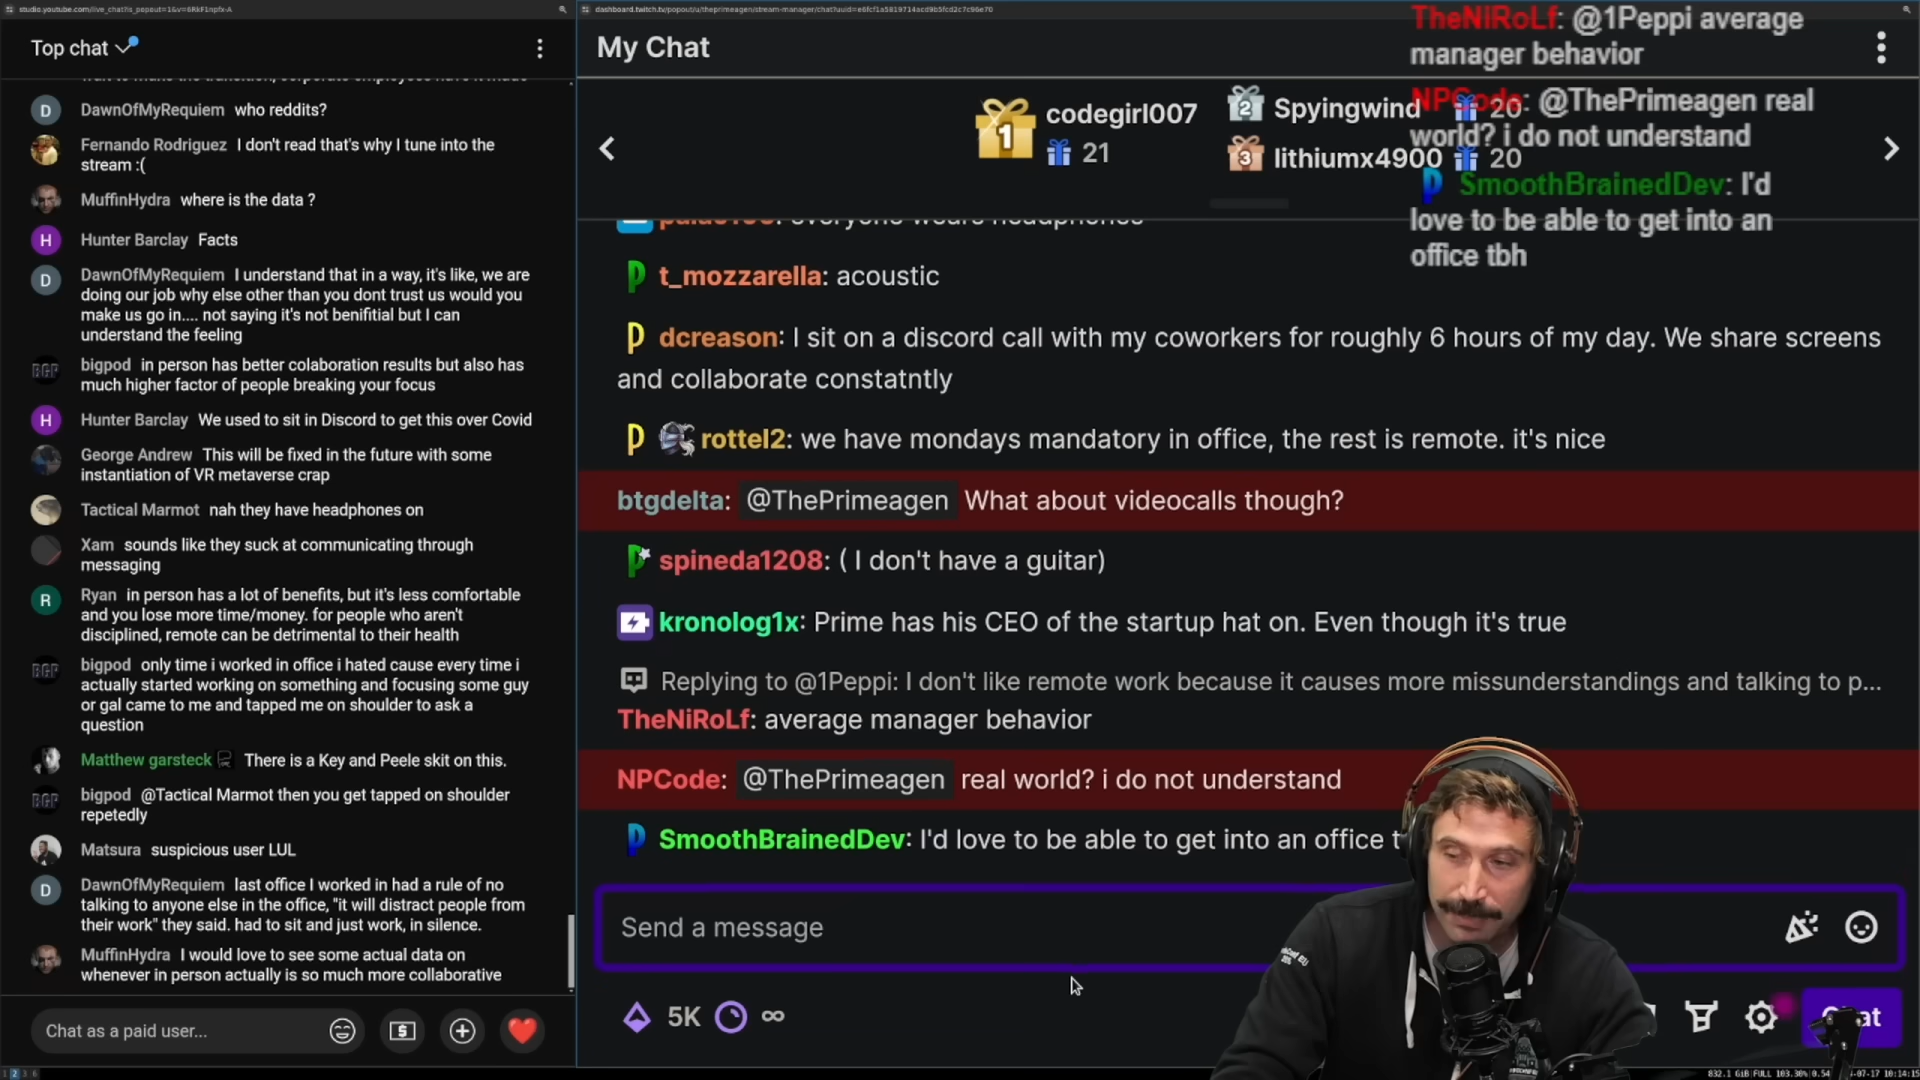 studio.youtube.com/live_chat?is_popout=1&v=6RkF1npfx-A
Top chat
wait to make the transition, corporate employees have it made
DawnOfMyRequiem who reddits?
Fernando Rodriguez I don't read that's why I tune into the
stream :(
MuffinHydra where is the data ?
Hunter Barclay Facts
DawnOfMyRequiem I understand that in a way, it's like, we are
doing our job why else other than you dont trust us would you
make us go in.... not saying it's not benifitial but I can
understand the feeling
bigpod in person has better colaboration results but also has
much higher factor of people breaking your focus
Hunter Barclay We used to sit in Discord to get this over Covid
George Andrew This will be fixed in the future with some
instantiation of VR metaverse crap
Tactical Marmot nah they have headphones on
Xam sounds like they suck at communicating through
messaging
Ryan in person has a lot of benefits, but it's less comfortable
and you lose more time/money. for people who aren't
disciplined, remote can be detrimental to their health
bigpod only time i worked in office i hated cause every time i
actually started working on something and focusing some guy
or gal came to me and tapped me on shoulder to ask a
question
Matthew garsteck There is a Key and Peele skit on this.
bigpod @Tactical Marmot then you get tapped on shoulder
repetedly
Matsura suspicious user LUL
DawnOfMyRequiem last office I worked in had a rule of no
talking to anyone else in the office, "it will distract people from
their work" they said. had to sit and just work, in silence.
MuffinHydra I would love to see some actual data on
whenever in person actually is so much more collaborative
Chat as a paid user...
My Chat
1 codegirl007
21
2 Spyingwind 20
3 lithiumx4900 20
everyone wears headphones
t_mozzarella: acoustic
dcreason: I sit on a discord call with my coworkers for roughly 6 hours of my day. We share screens
and collaborate constatntly
rottel2: we have mondays mandatory in office, the rest is remote. it's nice
btgdelta: @ThePrimeagen What about videocalls though?
spineda1208: ( I don't have a guitar)
kronolog1x: Prime has his CEO of the startup hat on. Even though it's true
Replying to @1Peppi: I don't like remote work because it causes more missunderstandings and talking to p...
TheNiRoLf: average manager behavior
NPCode: @ThePrimeagen real world? i do not understand
SmoothBrainedDev: I'd love to be able to get into an office t
Send a message
5K ∞
TheNiRoLf: @1Peppi average
manager behavior
NPCode: @ThePrimeagen real
world? i do not understand
SmoothBrainedDev: I'd
love to be able to get into an
office tbh